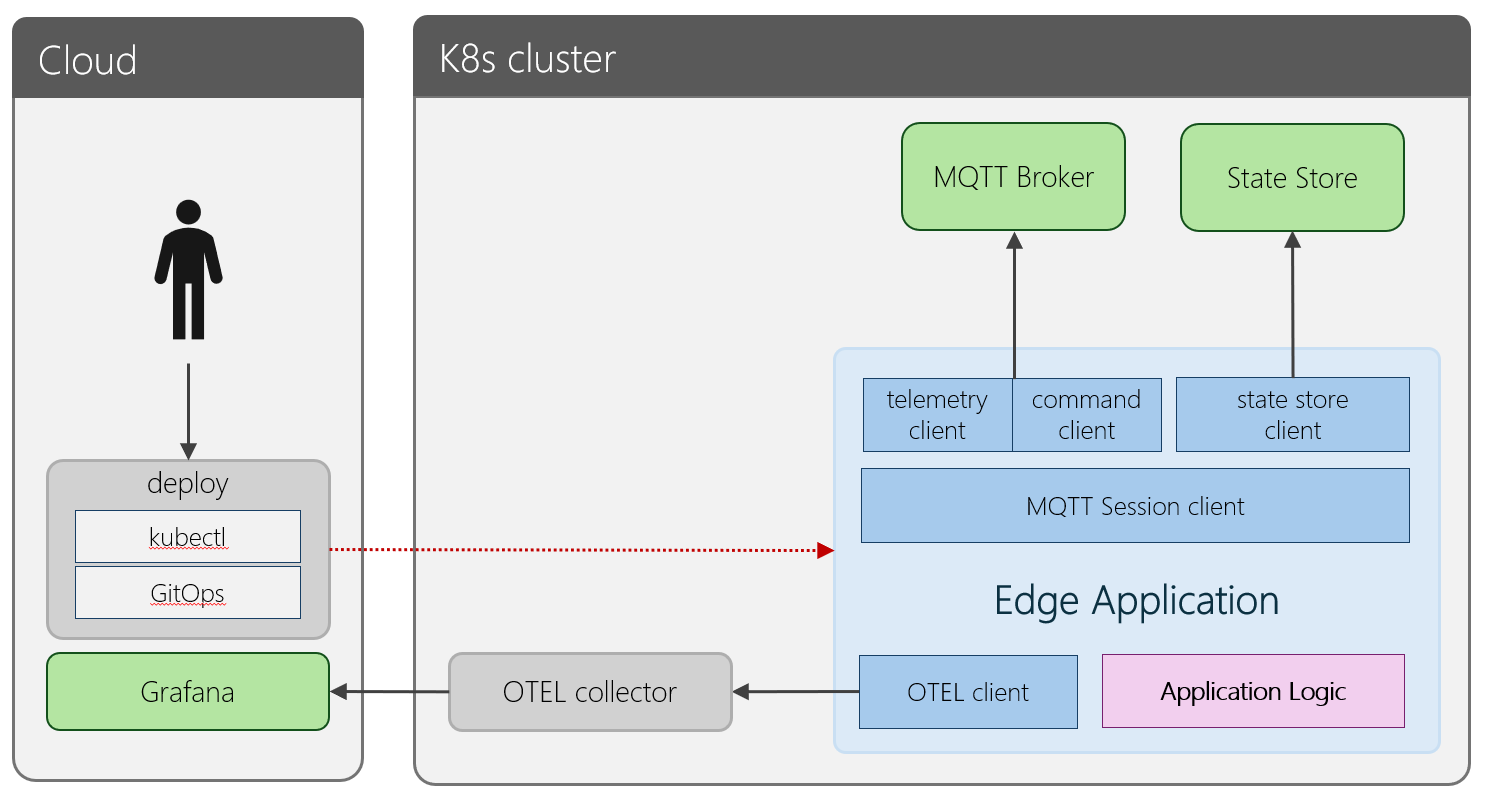 Cloud
K8s cluster
MQTT Broker
State Store
telemetry
client
command
client
state store
client
deploy
kubectl
GitOps
MQTT Session client
Edge Application
Grafana
OTEL collector
OTEL client
Application Logic